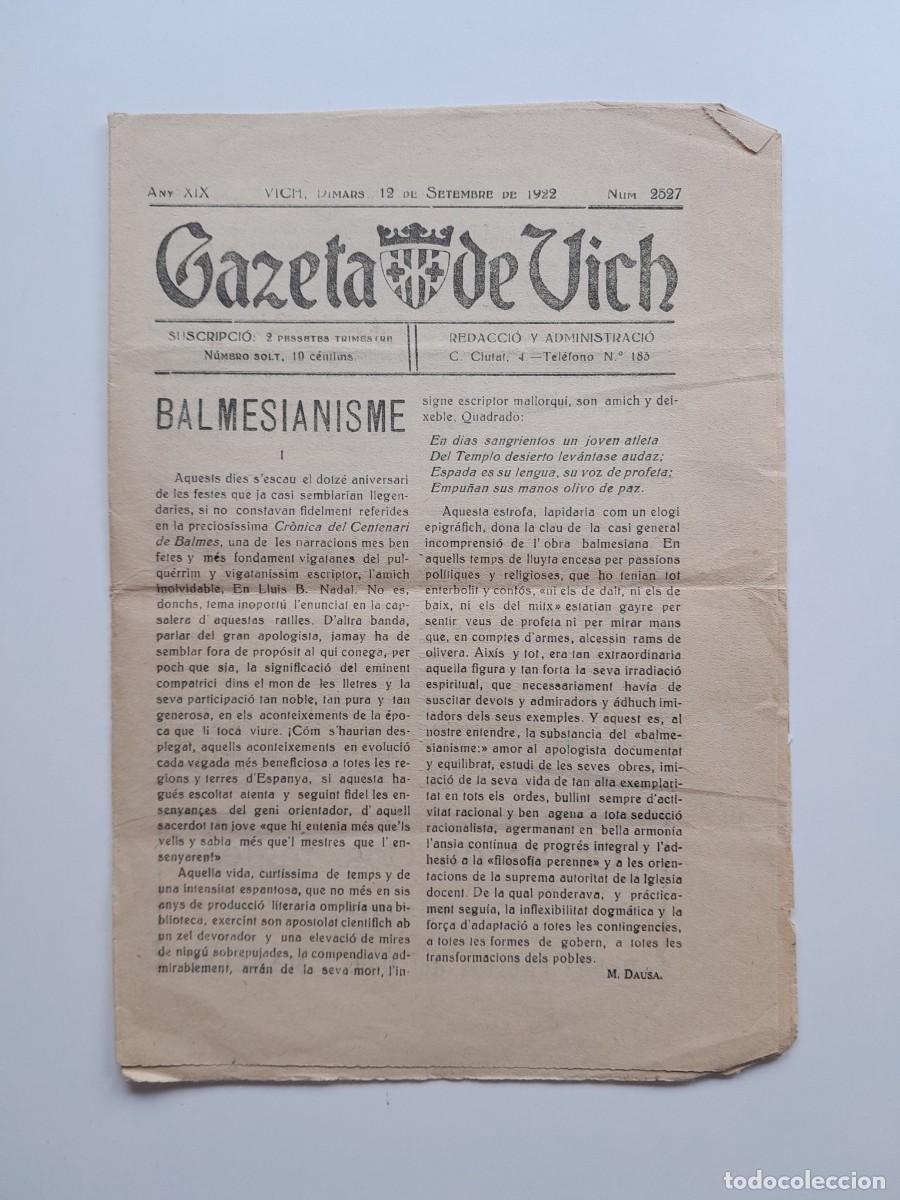 ANY XIX VICH, DIMARS, 12 DE SETEMBRE DE 1922 NUM 2527
Gazeta de Vich
SUSCRIPCIÓ: 2 PESSETES TRIMESTRE
NÚMERO SOLT, 10 céntims
REDACCIÓ Y ADMINISTRACIÓ
C. Ciutat, 4 —Teléfono N.º 183
BALMESIANISME
I
Aquests dies s'escau el dotzé aniversari
de les festes que ja casi semblarian llegen-
daries, si no constavan fidelment referides
en la preciosíssima Crònica del Centenari
de Balmes, una de les narracions mes ben
fetes y més fondament vigatanes del pul-
quérrim y vigataníssim escriptor, l'amich
inolvidable, En Lluis B. Nadal. No es,
donchs, tema inoportú l'enunciat en la cap-
salera d'aquestas ratlles. D'altra banda,
parlar del gran apologista, jamay ha de
semblar fora de propòsit al qui conega, per
poch que sia, la significació del eminent
compatrici dins el mon de les lletres y la
seva participació tan noble, tan pura y tan
generosa, en els aconteixements de la épo-
ca que li tocá viure. ¡Cóm s'haurian des-
plegat, aquells aconteixements en evolució
cada vegada més beneficiosa a totes les re-
gions y terres d'Espanya, si aquesta ha-
gués escoltat atenta y seguint fidel les en-
senyançes del geni orientador, d'aquell
sacerdot tan jove «que hi entenia més que'ls
vells y sabia més que'l mestres que l'en-
senyaren!»
Aquella vida, curtíssima de temps y de
una intensitat espantosa, que no més en sis
anys de producció literaria ompliria una bi-
blioteca, exercint son apostolat científich ab
un zel devorador y una elevació de mires
de ningú sobrepujades, la compendiava ad-
mirablement, arrán de la seva mort, l'in-
signe escriptor mallorquí, son amich y dei-
xeble, Quadrado:
En dias sangrientos un joven atleta
Del Templo desierto levántase audaz;
Espada es su lengua, su voz de profeta;
Empuñan sus manos olivo de paz.
Aquesta estrofa, lapidaria com un elogi
epigráfich, dona la clau de la casi general
incomprensió de l'obra balmesiana En
aquells temps de lluyta encesa per passions
polítiques y religioses, que ho tenian tot
enterbolit y confós, «ni els de dalt, ni els de
baix, ni els del mitx» estarian gayre per
sentir veus de profeta ni per mirar mans
que, en comptes d'armes, alcessin rams de
olivera. Aixís y tot, era tan extraordinaria
aquella figura y tan forta la seva irradiació
espiritual, que necessariament havía de
suscitar devots y admiradors y ádhuch imi-
tadors dels seus exemples. Y aquest es, al
nostre entendre, la substancia del «balme-
sianisme:» amor al apologista documentat
y equilibrat, estudi de les seves obres, imi-
tació de la seva vida de tan alta exemplari-
tat en tots els ordes, bullint sempre d'acti-
vitat racional y ben agena a tota seducció
racionalista, agermanant en bella armonía
l'ansia contínua de progrés integral y l'ad-
hesió a la «filosofia perenne» y a les orien-
tacions de la suprema autoritat de la Iglesia
docent. De la qual ponderava, y práctica-
ment seguía, la inflexibilitat dogmática y la
força d'adaptació a totes les contingencies,
a totes les formes de gobern, a totes les
transformacions dels pobles.
M. DAUSA.
todocoleccion